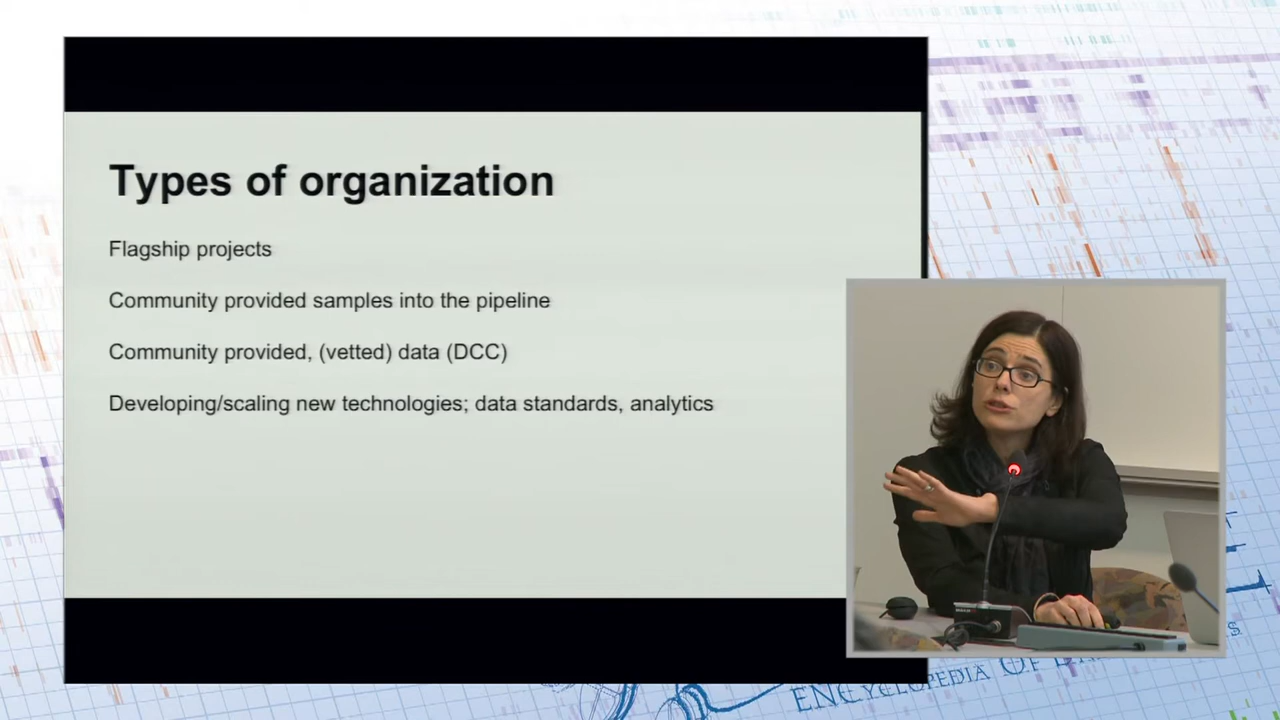 Types of organization
Flagship projects
Community provided samples into the pipeline
Community provided, (vetted) data (DCC)
Developing/scaling new technologies; data standards, analytics
ENCYCLOPEDIA OF